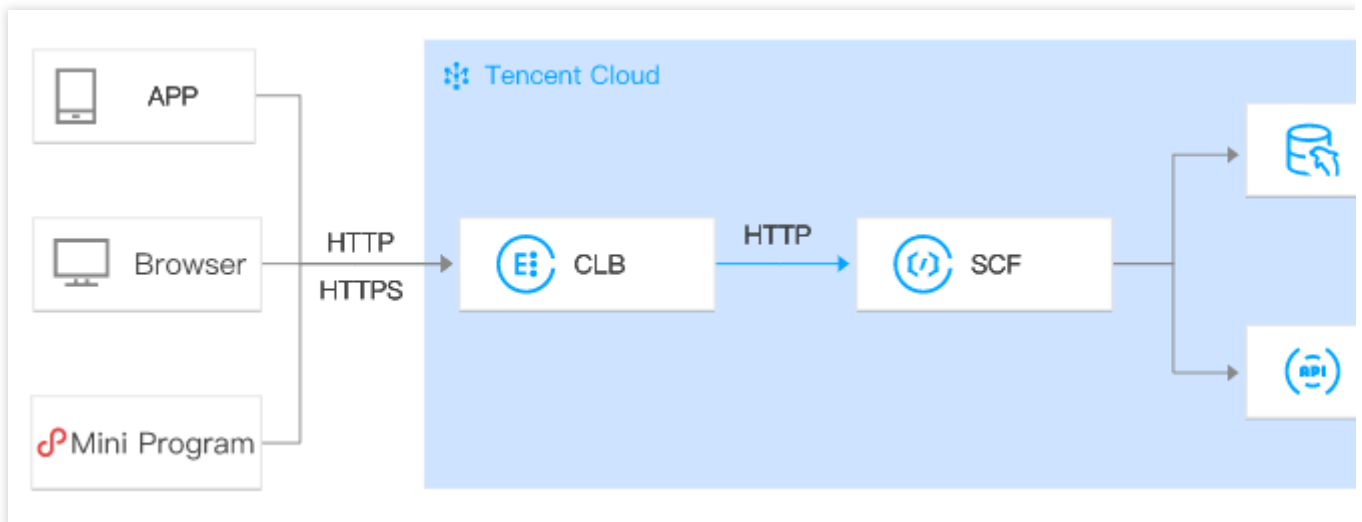 Tencent Cloud
APP
HTTP
HTTPS
Browser
CLB
HTTP
SCF
API
Mini Program